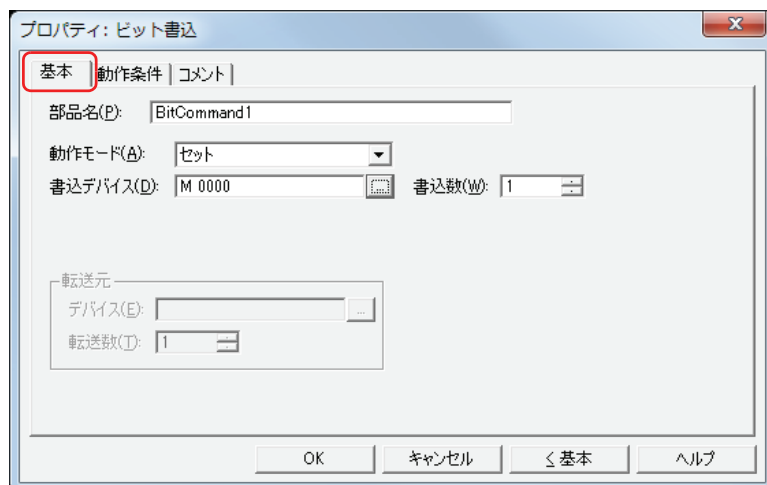 プロパティ: ビット書込
x
基本 動作条件 コメント
部品名(P): BitCommand1
動作モード(A): セット
書込デバイス(D): M 0000 ... 書込数(W): 1
転送元
デバイス(E): ...
転送数(T): 1
OK キャンセル < 基本 ヘルプ